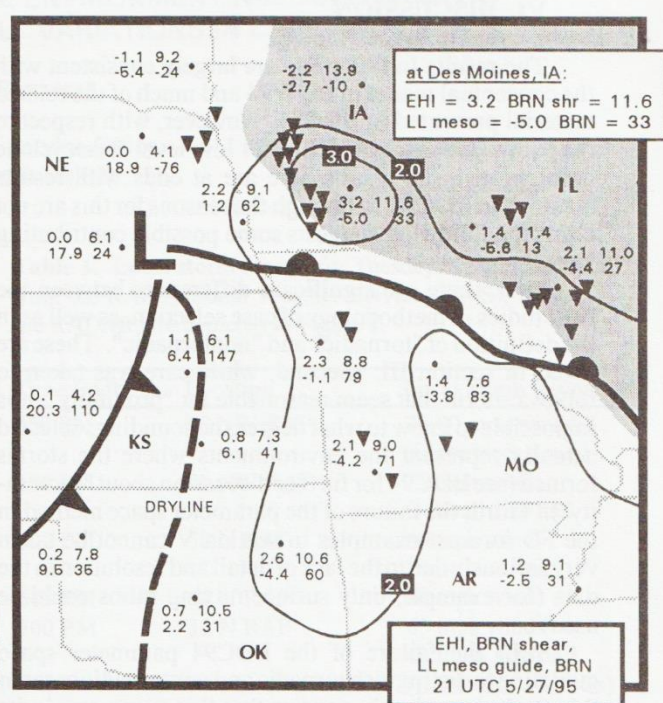 at Des Moines, IA:
EHI = 3.2 BRN shr = 11.6
LL meso = -5.0 BRN = 33
-1.1 9.2
-5.4 -24
-2.2 13.9
-2.7 -10
IA
NE
0.0 4.1
18.9 -76
3.0
2.0
IL
2.2 9.1
1.2 62
3.2 11.6
-5.0 33
1.4 11.4
-5.6 13
2.1 11.0
-4.4 27
0.0 6.1
17.9 24
1.1 6.1
6.4 147
2.3 8.8
-1.1 79
1.4 7.6
-3.8 83
0.1 4.2
20.3 110
KS
0.8 7.3
6.1 41
2.1 9.0
-4.2 71
MO
DRYLINE
0.2 7.8
35
2.6 10.6
-4.4 60
2.0
AR
1.2 9.1
-2.5 31
0.7 10.5
2.2 31
OK
EHI, BRN shear,
LL meso guide, BRN
21 UTC 5/27/95